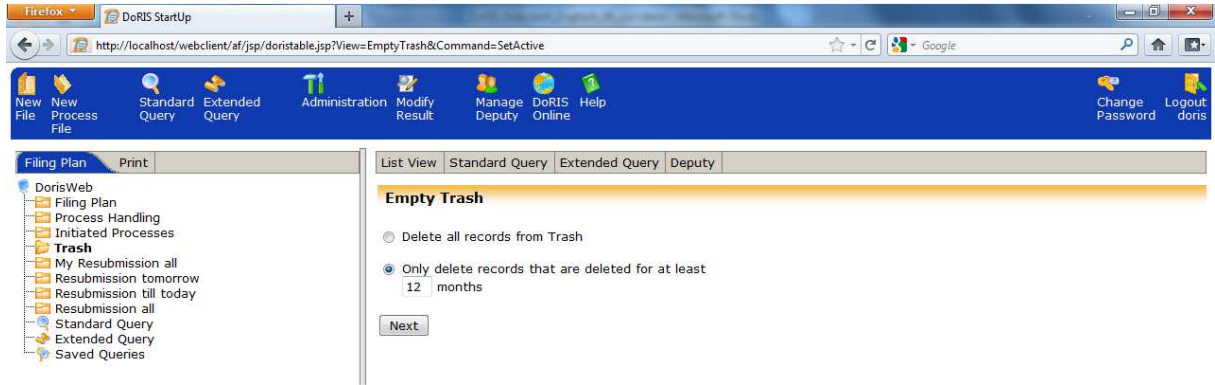 Firefox
DoRIS StartUp
+
http://localhost/webclient/af/jsp/doristable.jsp?View=EmptyTrash&Command=SetActive
Google
New File
New Process File
Standard Query
Extended Query
Administration
Modify Result
Manage Deputy
DoRIS Online
Help
Change Password
Logout doris
Filing Plan
Print
DorisWeb
Filing Plan
Process Handling
Initiated Processes
Trash
My Resubmission all
Resubmission tomorrow
Resubmission till today
Resubmission all
Standard Query
Extended Query
Saved Queries
List View Standard Query Extended Query Deputy
Empty Trash
Delete all records from Trash
Only delete records that are deleted for at least
12 months
Next